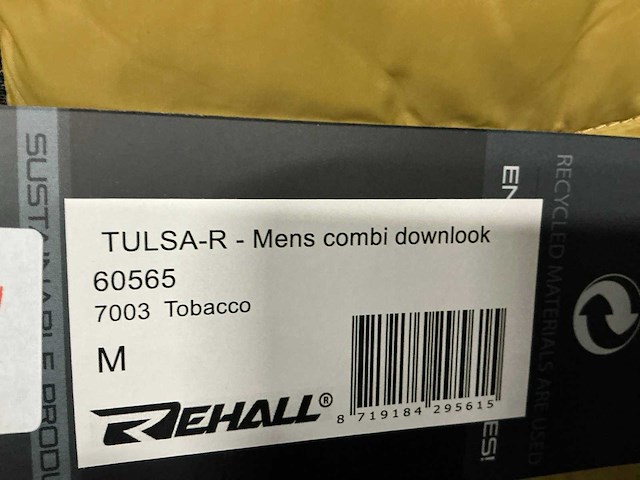 TULSA-R - Mens combi downlook
60565
7003 Tobacco
M
REHALL®
8 719184 295615
RECYCLED MATERIALS ARE USED